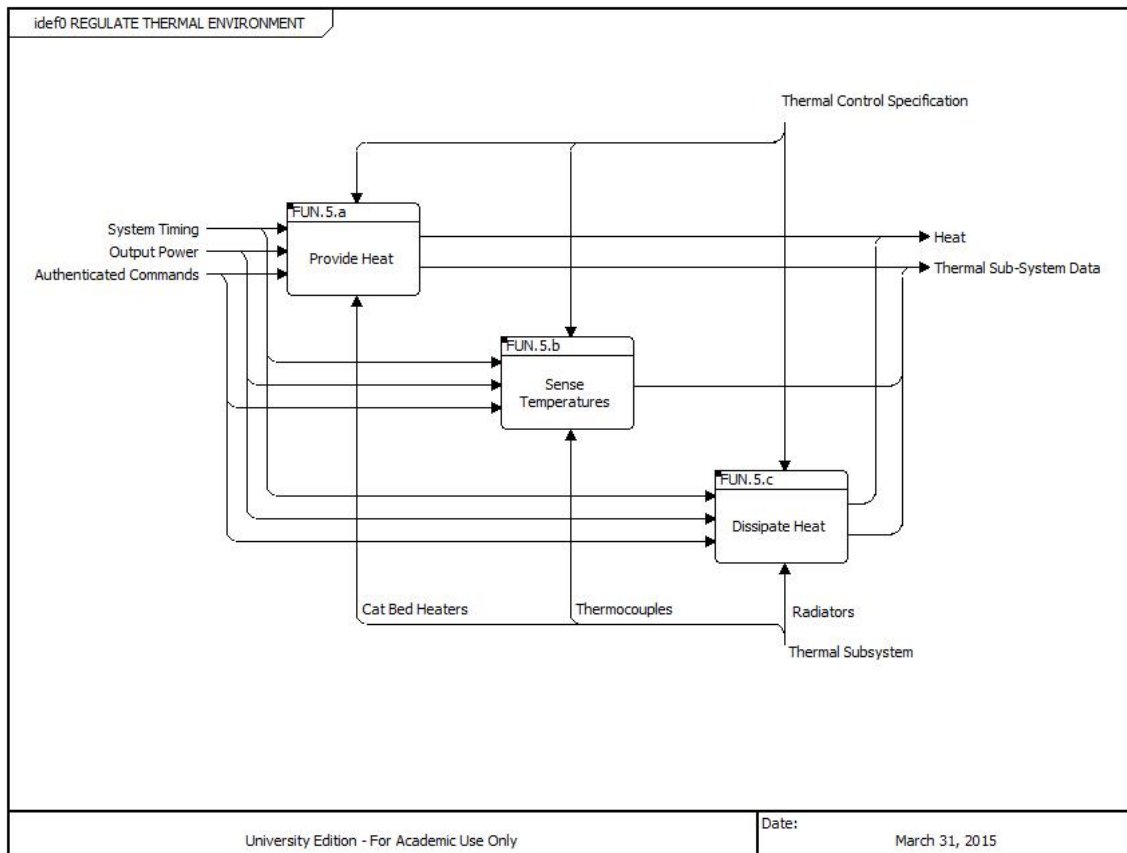 idef0 REGULATE THERMAL ENVIRONMENT
Thermal Control Specification
FUN.5.a
Provide Heat
System Timing
Output Power
Authenticated Commands
Heat
Thermal Sub-System Data
FUN.5.b
Sense
Temperatures
FUN.5.c
Dissipate Heat
Cat Bed Heaters
Thermocouples
Radiators
Thermal Subsystem
University Edition - For Academic Use Only
Date:
March 31, 2015